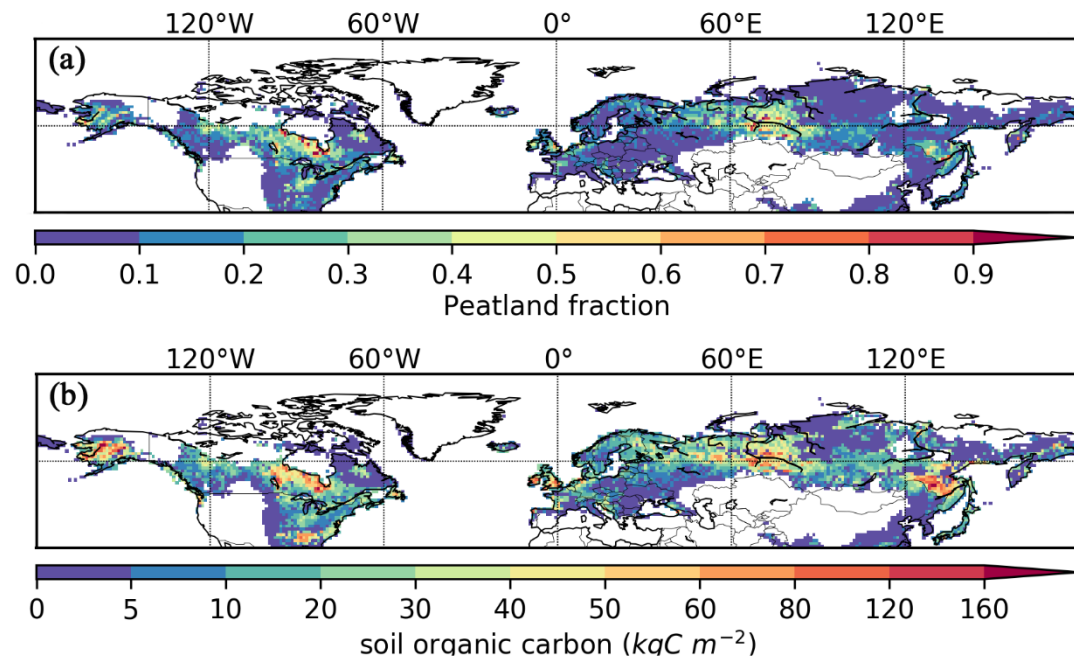 120°W 60°W 0° 60°E 120°E
(a)
0.0 0.1 0.2 0.3 0.4 0.5 0.6 0.7 0.8 0.9
Peatland fraction
120°W 60°W 0° 60°E 120°E
(b)
0 5 10 20 30 40 50 60 80 120 160
soil organic carbon (kgC m⁻²)